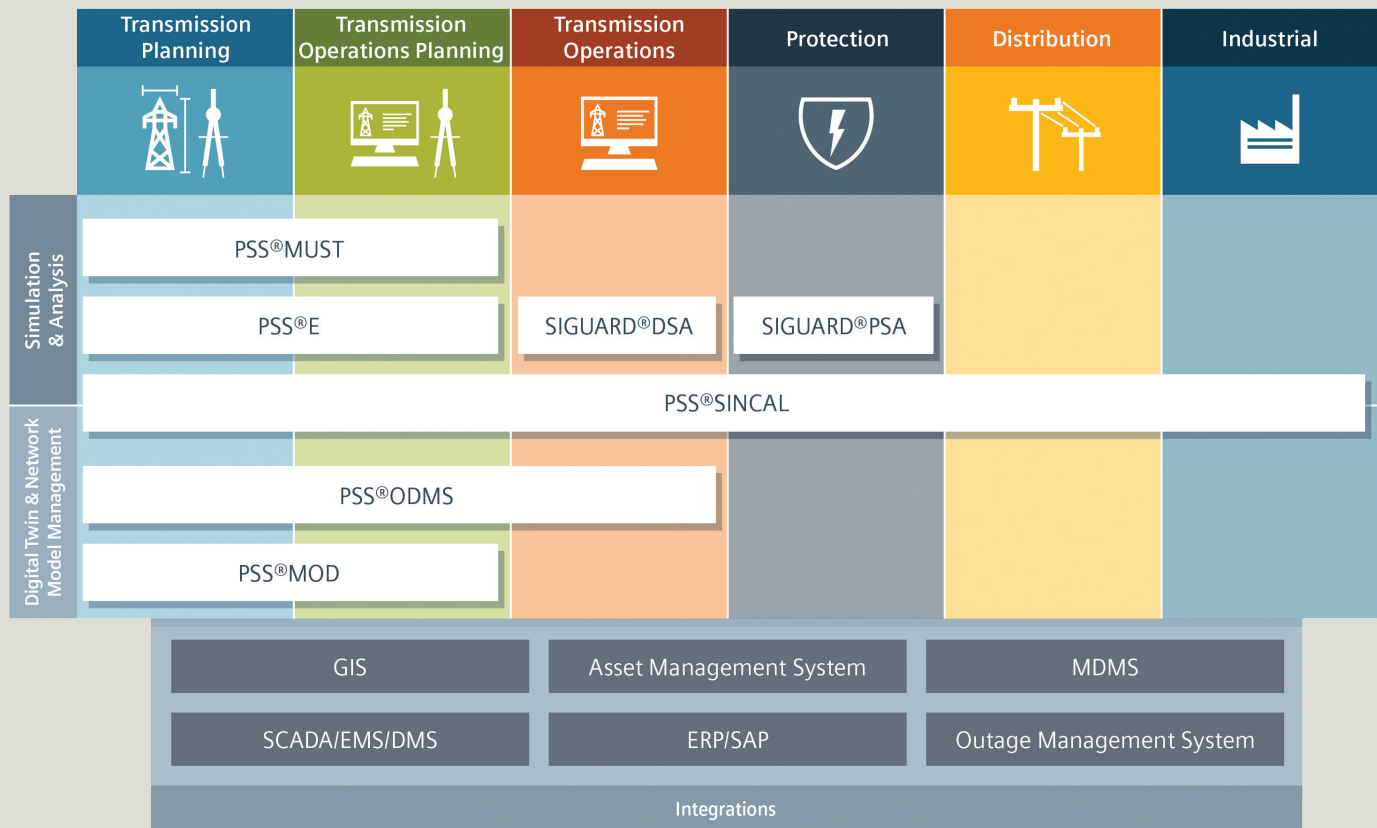 Transmission
Planning
Transmission
Operations Planning
Transmission
Operations
Protection
Distribution
Industrial
Simulation
& Analysis
PSS®MUST
PSS®E
SIGUARD®DSA
SIGUARD®PSA
PSS®SINCAL
Digital Twin & Network
Model Management
PSS®ODMS
PSS®MOD
GIS
Asset Management System
MDMS
SCADA/EMS/DMS
ERP/SAP
Outage Management System
Integrations